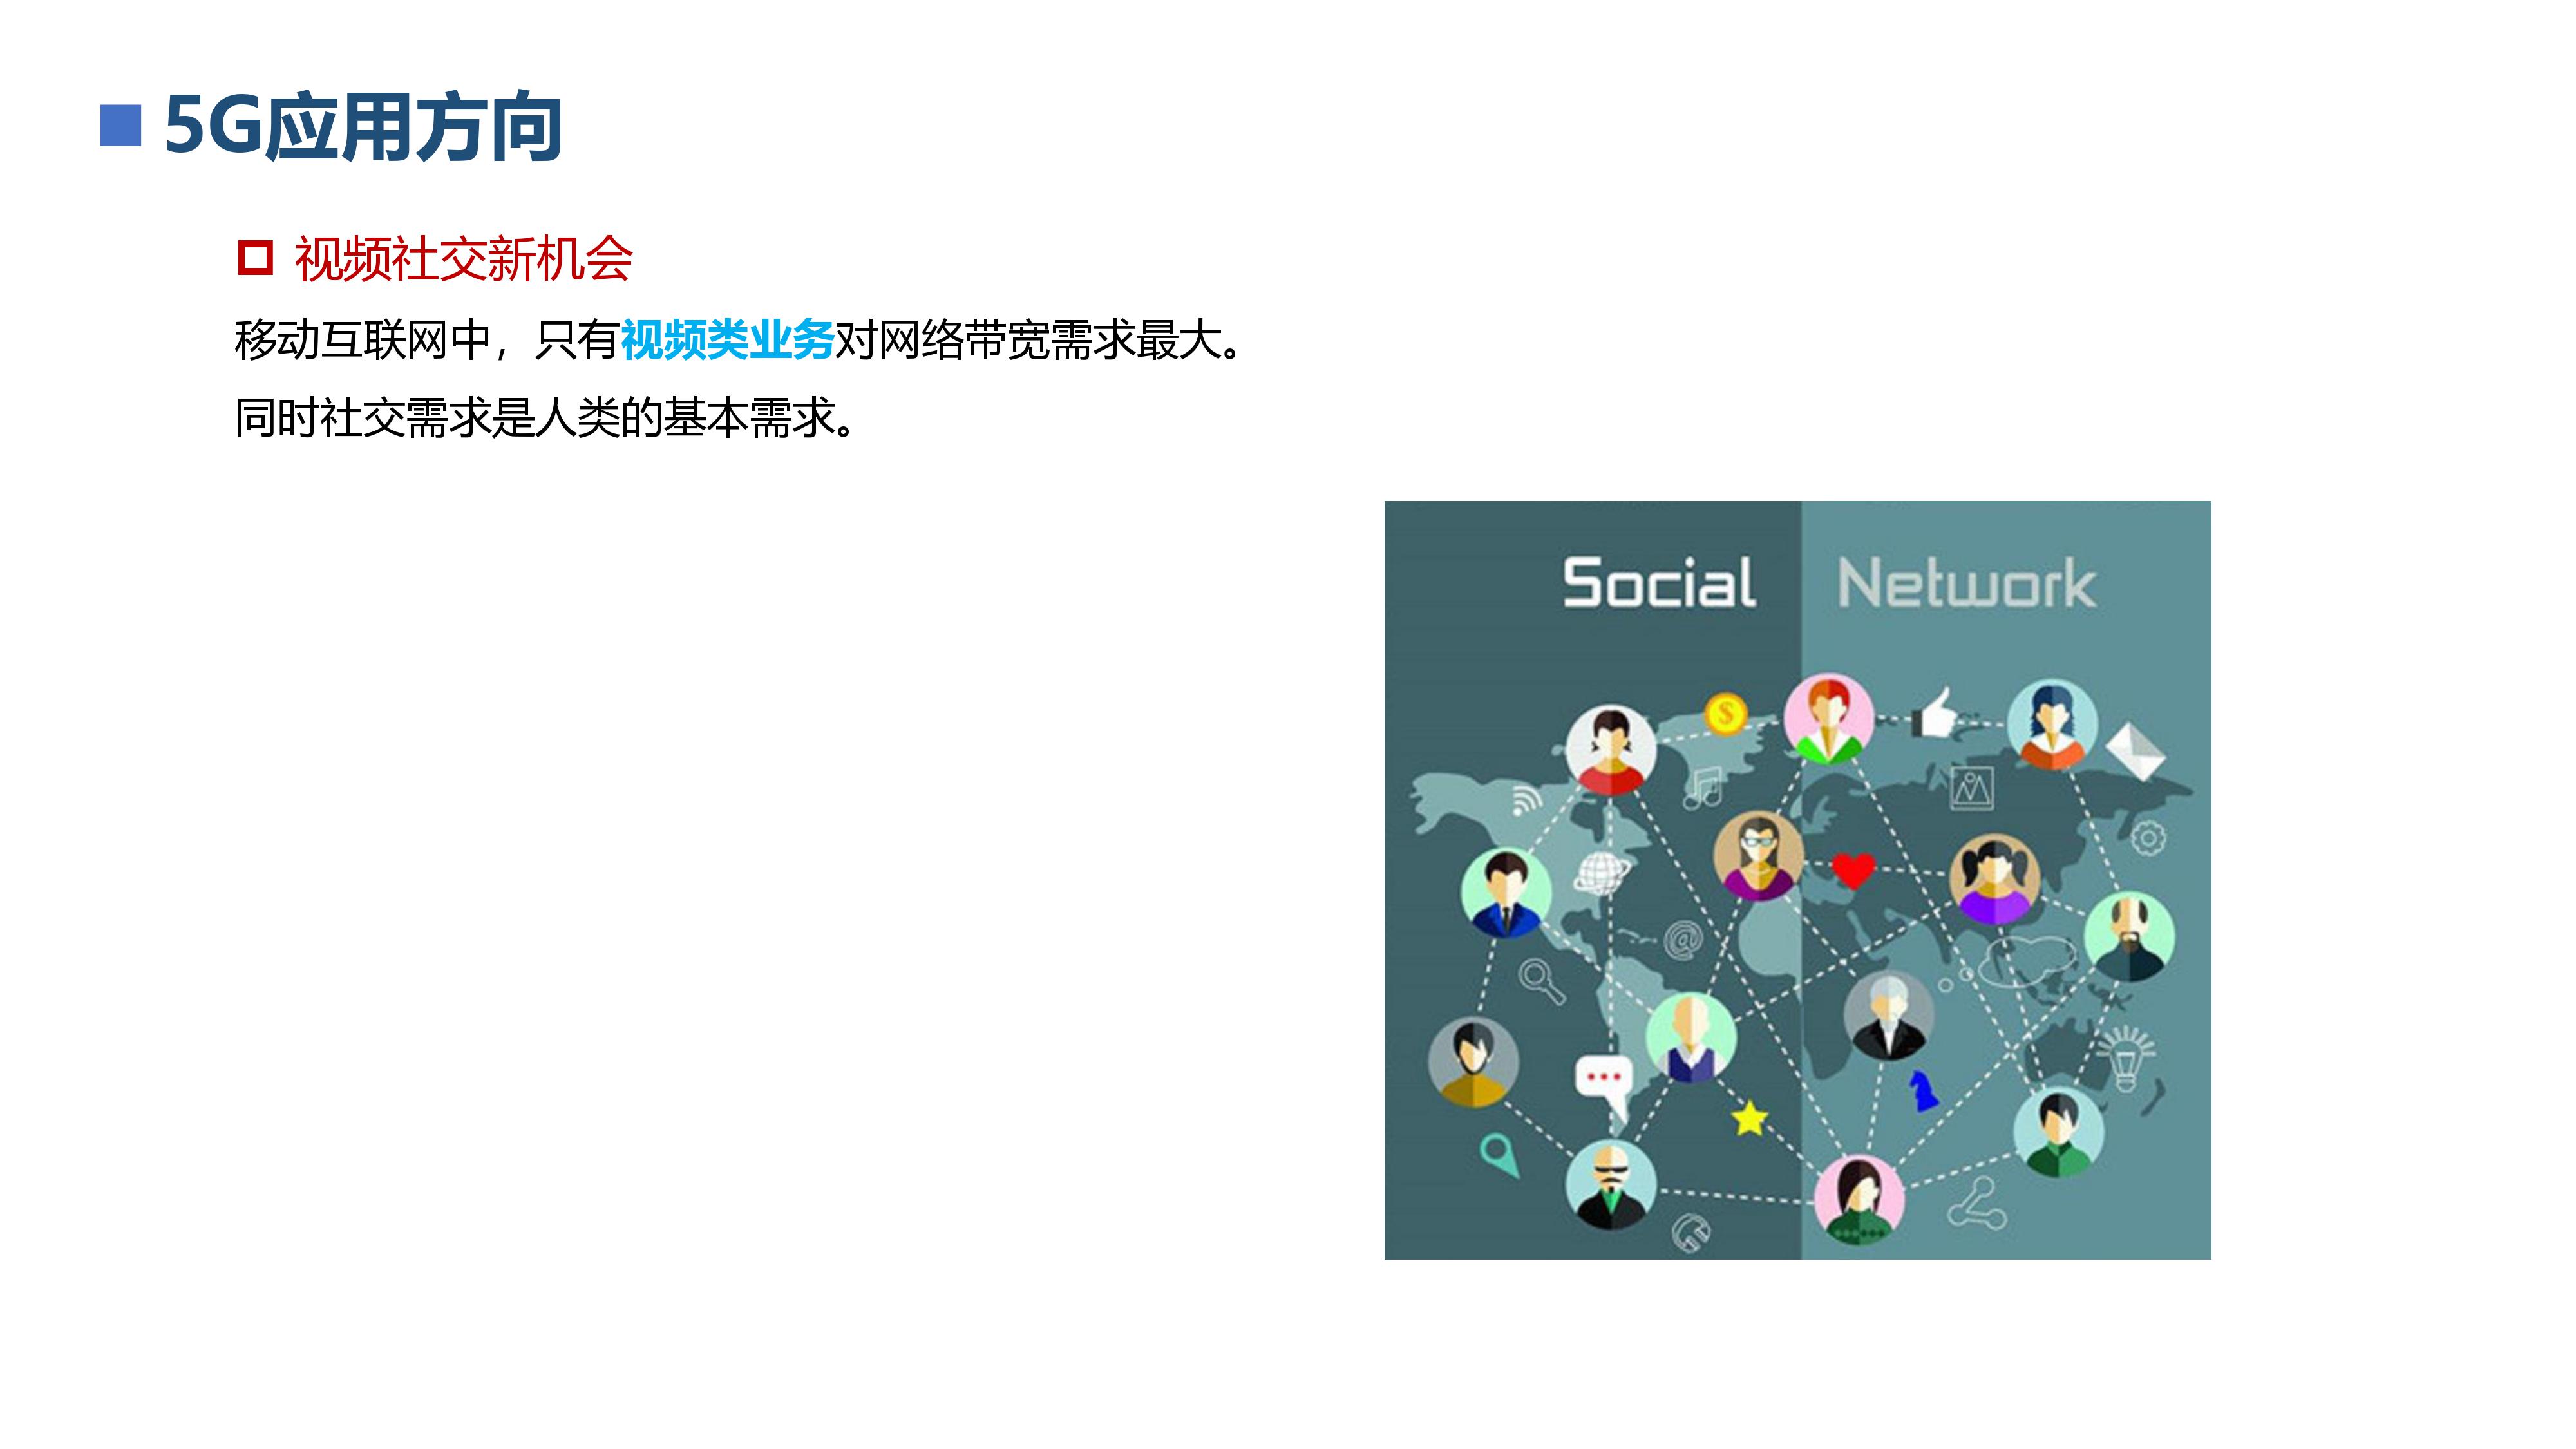 5G应用方向
视频社交新机会
移动互联网中，只有视频类业务对网络带宽需求最大。
同时社交需求是人类的基本需求。
Social Network
$
@